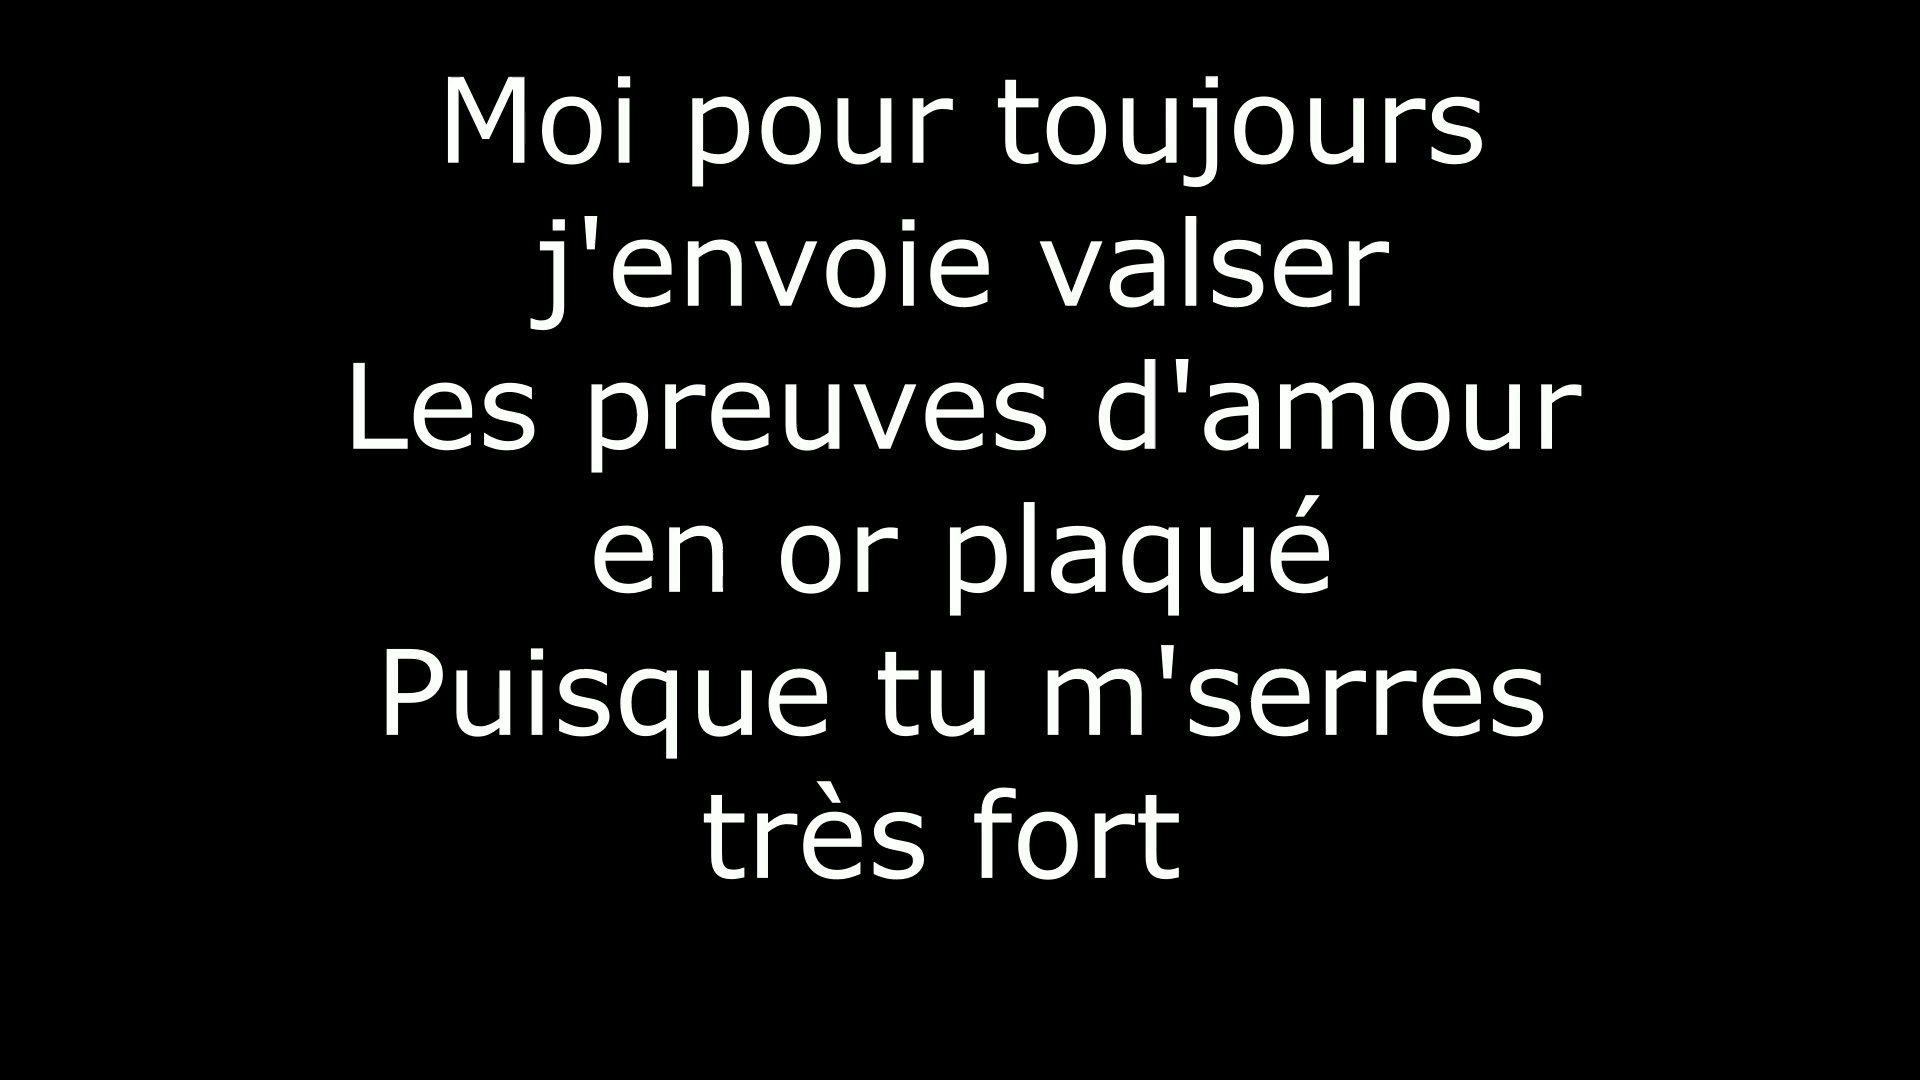 Moi pour toujours
j'envoie valser
Les preuves d'amour
en or plaqué
Puisque tu m'serres
très fort